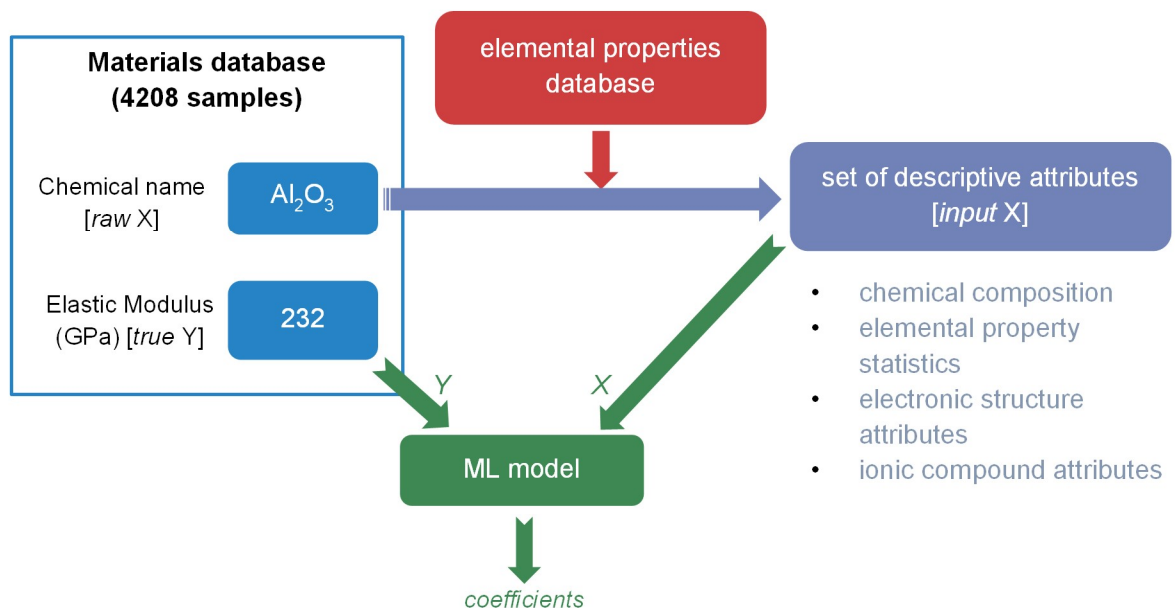 Materials database
(4208 samples)
Chemical name
[raw X]
Al₂O₃
Elastic Modulus
(GPa) [true Y]
232
elemental properties
database
set of descriptive attributes
[input X]
• chemical composition
• elemental property
statistics
• electronic structure
attributes
• ionic compound attributes
Y
X
ML model
coefficients